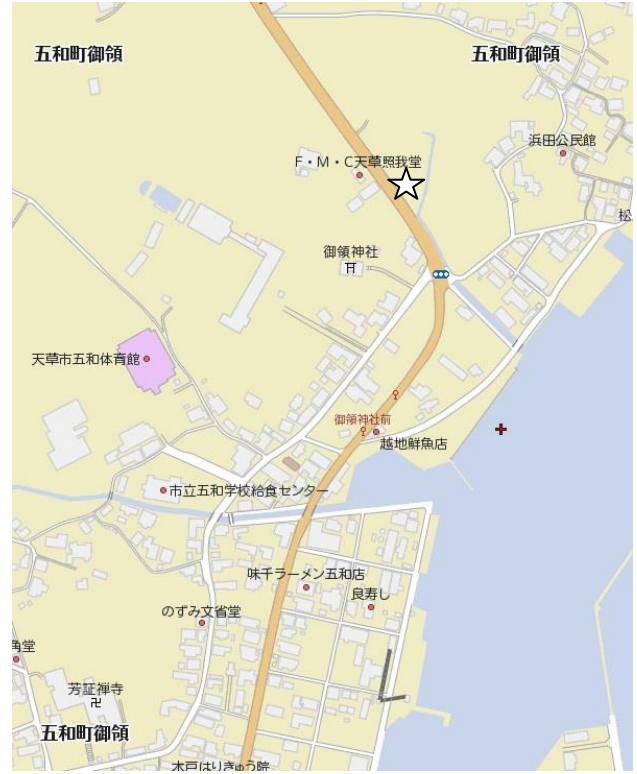 五和町御領
五和町御領
浜田公民館
F・M・C天草照我堂
松
御領神社
天草市五和体育館
御領神社前
越地鮮魚店
市立五和学校給食センター
味千ラーメン五和店
良寿し
のずみ文省堂
角堂
芳証禅寺
五和町御領
木戸はりきゅう院